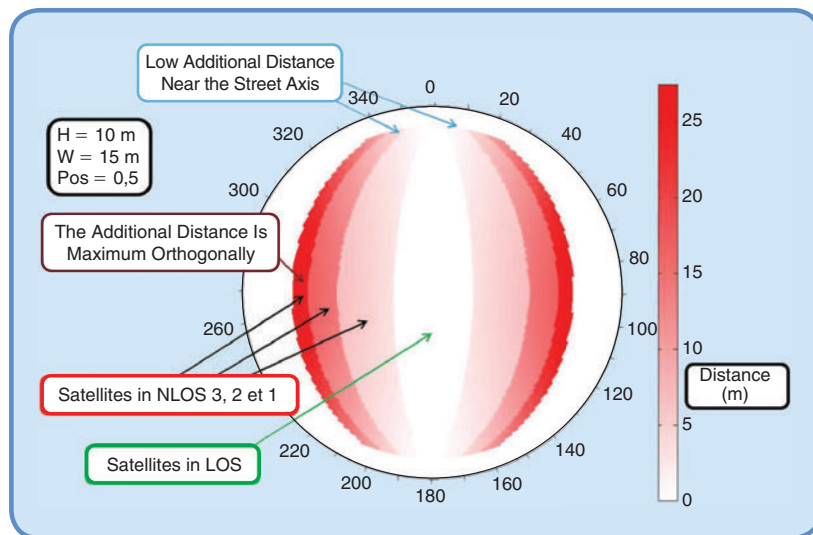 Low Additional Distance
Near the Street Axis
H = 10 m
W = 15 m
Pos = 0,5
The Additional Distance Is
Maximum Orthogonally
Satellites in NLOS 3, 2 et 1
Satellites in LOS
0
20
40
60
80
100
120
140
160
180
200
220
260
300
320
340
25
20
15
10
5
0
Distance
(m)